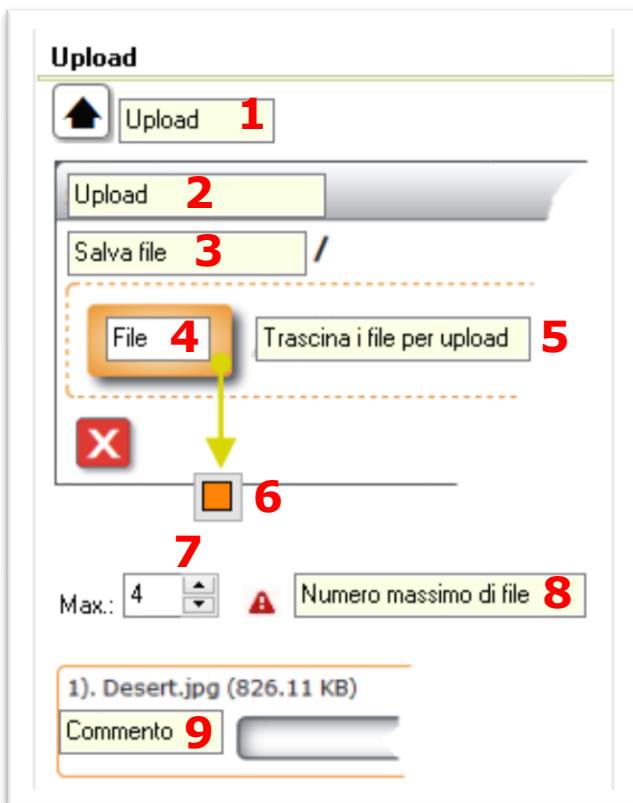 Upload
Upload 1
Upload 2
Salva file 3 /
File 4 Trascina i file per upload 5
X
6
7
Max.: 4 Numero massimo di file 8
1). Desert.jpg (826.11 KB)
Commento 9